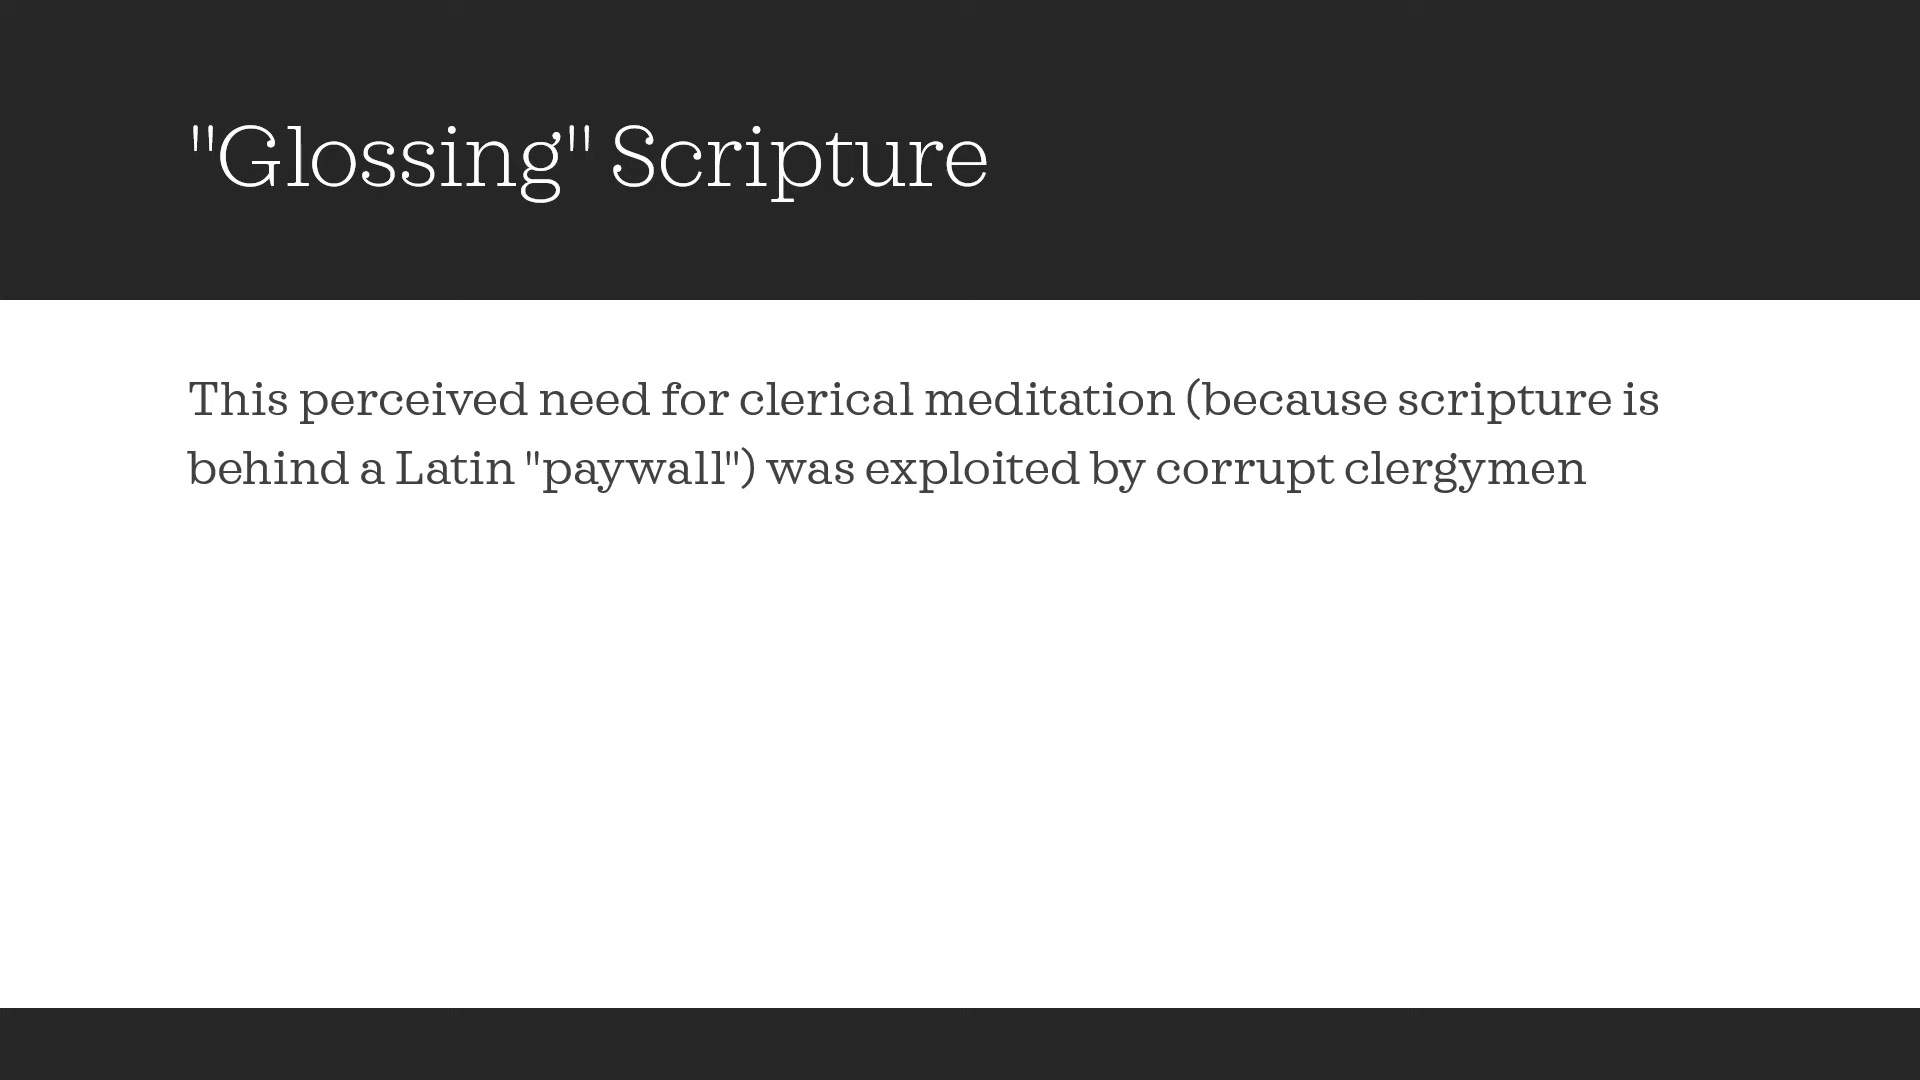 "Glossing" Scripture
This perceived need for clerical meditation (because scripture is
behind a Latin "paywall") was exploited by corrupt clergymen